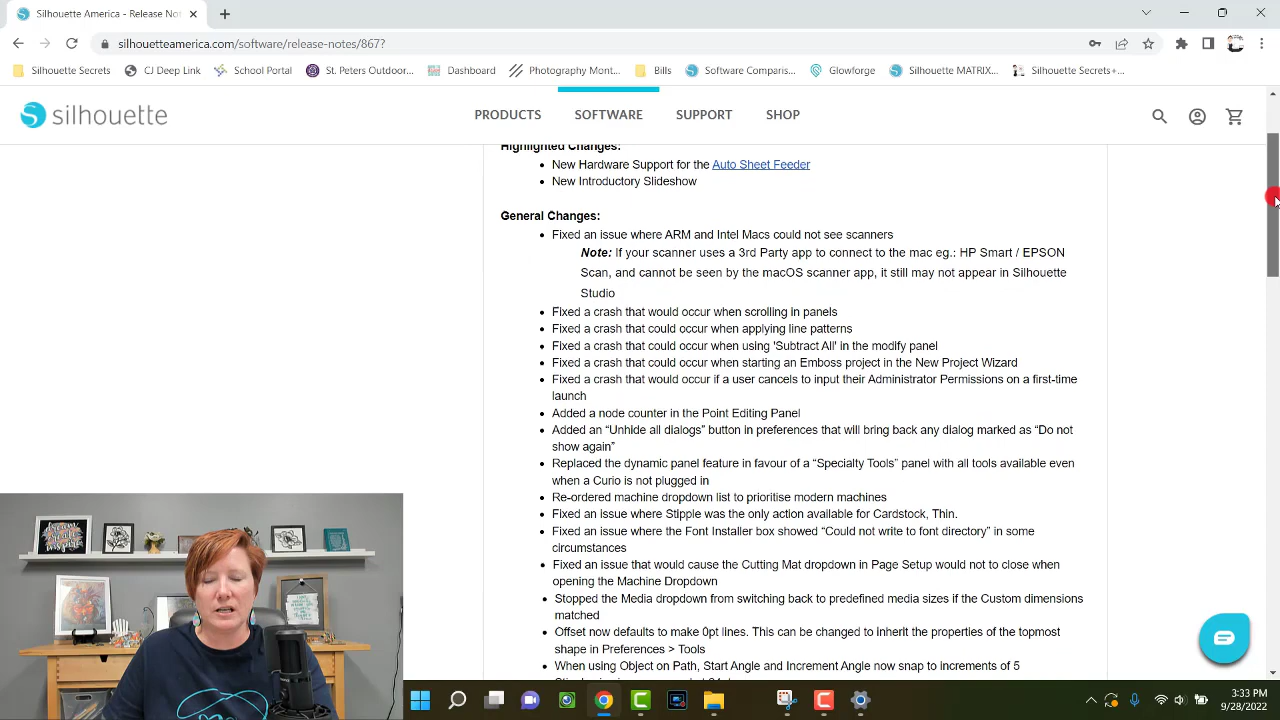 Silhouette America - Software Re
silhouetteamerica.com/software/release-notes/867?
Silhouette Secrets
CJ Deep Link
School Portal
St. Peters Outdoor...
Dashboard
Photography Mont...
Bills
Software Comparis...
Glowforge
Silhouette MATRIX...
Silhouette Secrets+...
silhouette
PRODUCTS SOFTWARE SUPPORT SHOP
Highlighted Changes:
• New Hardware Support for the Auto Sheet Feeder
• New Introductory Slideshow
General Changes:
• Fixed an issue where ARM and Intel Macs could not see scanners
Note: If your scanner uses a 3rd Party app to connect to the mac eg.: HP Smart / EPSON
Scan, and cannot be seen by the macOS scanner app, it still may not appear in Silhouette
Studio
• Fixed a crash that would occur when scrolling in panels
• Fixed a crash that could occur when applying line patterns
• Fixed a crash that could occur when using 'Subtract All' in the modify panel
• Fixed a crash that could occur when starting an Emboss project in the New Project Wizard
• Fixed a crash that would occur if a user cancels to input their Administrator Permissions on a first-time
launch
• Added a node counter in the Point Editing Panel
• Added an “Unhide all dialogs” button in preferences that will bring back any dialog marked as “Do not
show again”
• Replaced the dynamic panel feature in favour of a “Specialty Tools” panel with all tools available even
when a Curio is not plugged in
• Re-ordered machine dropdown list to prioritise modern machines
• Fixed an issue where Stipple was the only action available for Cardstock, Thin.
• Fixed an issue where the Font Installer box showed “Could not write to font directory” in some
circumstances
• Fixed an issue that would cause the Cutting Mat dropdown in Page Setup would not to close when
opening the Machine Dropdown
• Stopped the Media dropdown from switching back to predefined media sizes if the Custom dimensions
matched
• Offset now defaults to make 0pt lines. This can be changed to inherit the properties of the topmost
shape in Preferences > Tools
• When using Object on Path, Start Angle and Increment Angle now snap to increments of 5
3:33 PM
9/28/2022